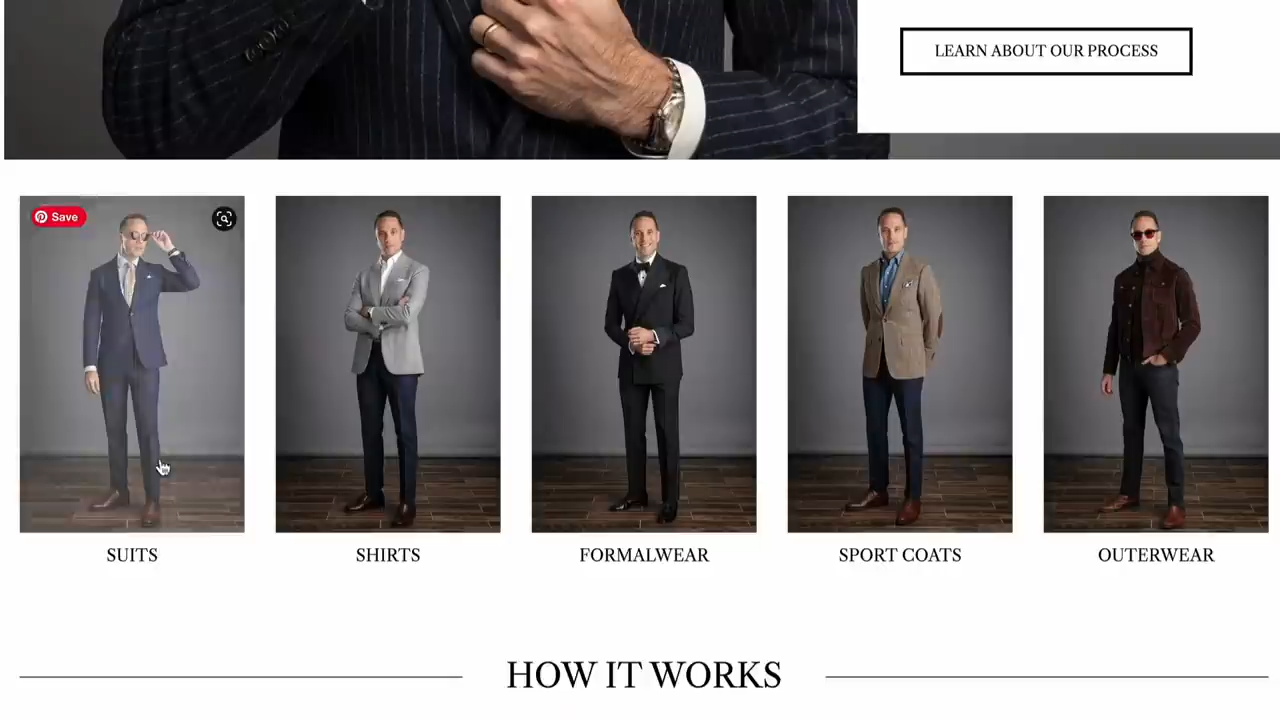 LEARN ABOUT OUR PROCESS
Save
SUITS
SHIRTS
FORMALWEAR
SPORT COATS
OUTERWEAR
HOW IT WORKS